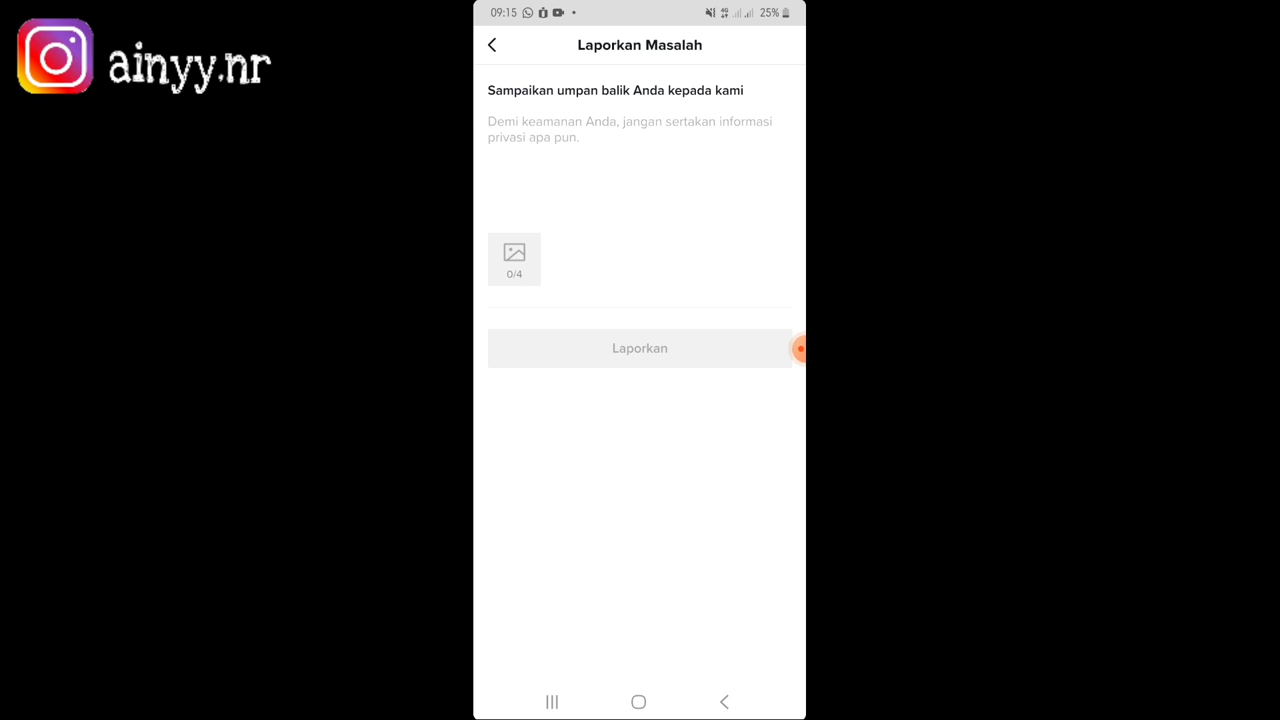 ainyy.nr
09:15
4G
25%
Laporkan Masalah
Sampaikan umpan balik Anda kepada kami
Demi keamanan Anda, jangan sertakan informasi
privasi apa pun.
0/4
Laporkan